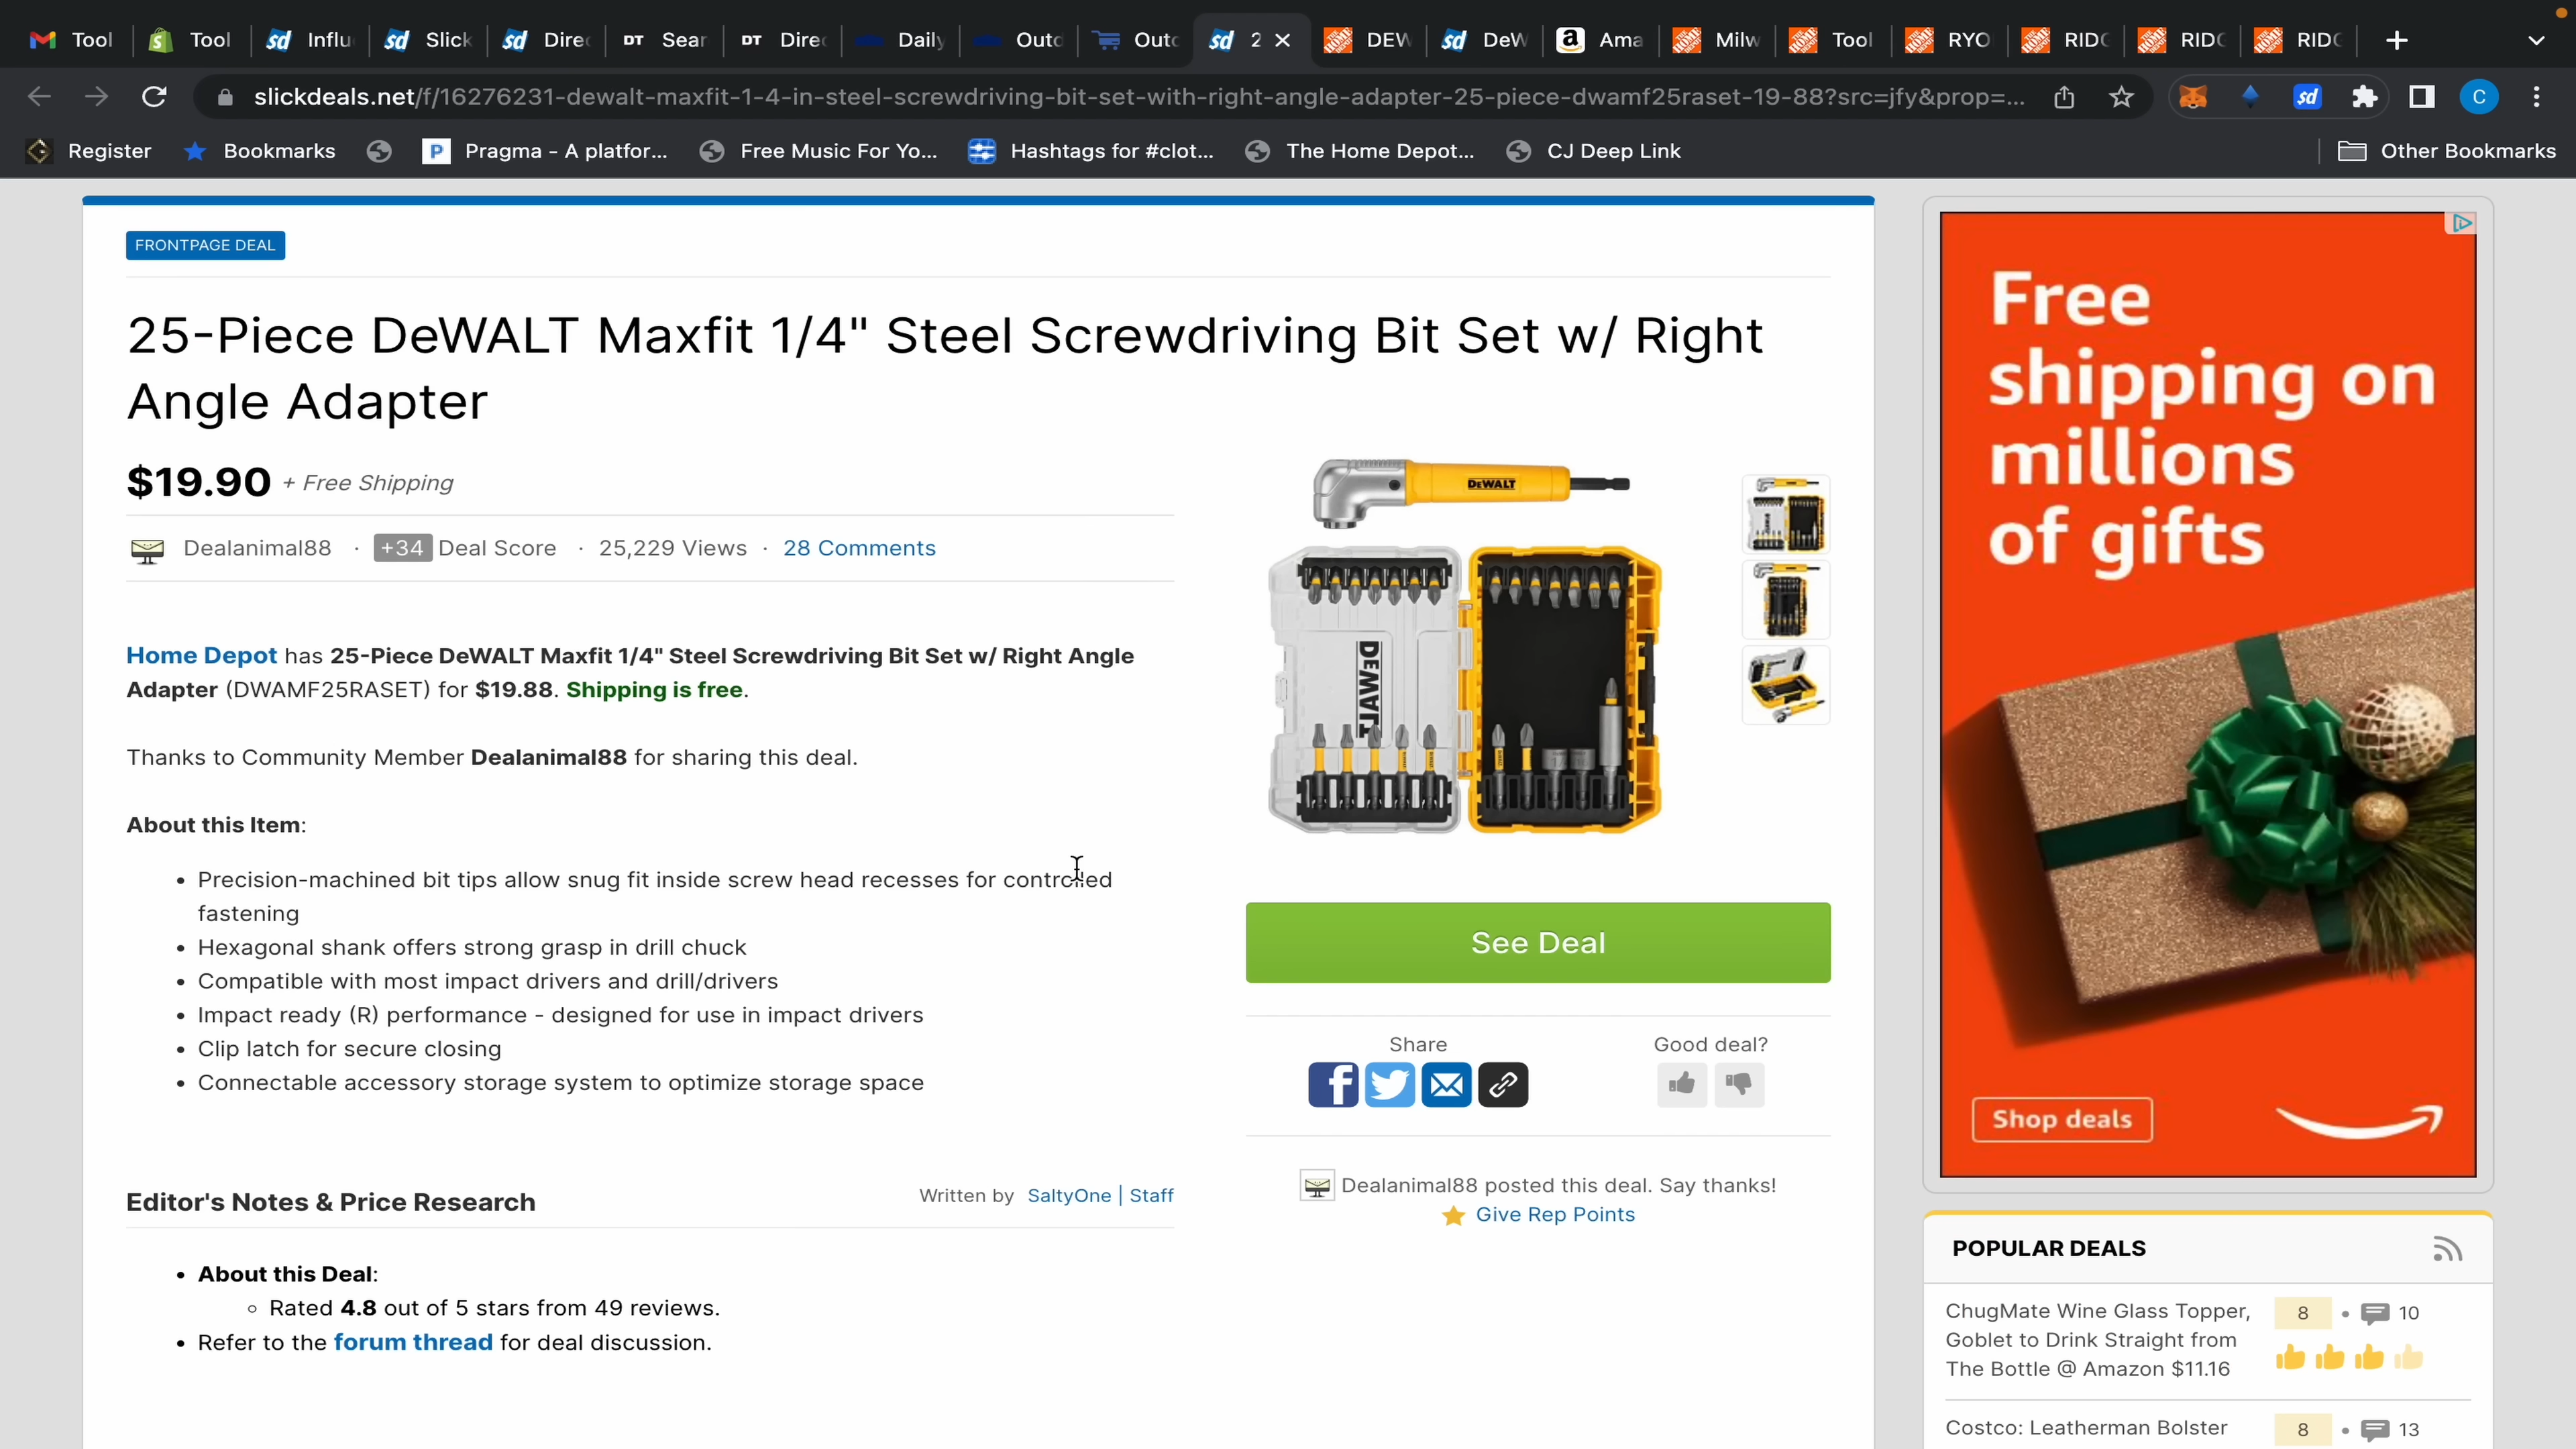 Tool
Tool
Influ
Slick
Direc
DT Sear
DT Direc
Daily
Outd
Outc
2
DEW
DeW
Ama
Milw
Tool
RYO
RIDG
RIDG
RIDG
slickdeals.net/f/16276231-dewalt-maxfit-1-4-in-steel-screwdriving-bit-set-with-right-angle-adapter-25-piece-dwamf25raset-19-88?src=jfy&prop=...
sd
C
Register
Bookmarks
P Pragma - A platfor...
Free Music For Yo...
Hashtags for #clot...
The Home Depot...
CJ Deep Link
Other Bookmarks
FRONTPAGE DEAL
25-Piece DeWALT Maxfit 1/4" Steel Screwdriving Bit Set w/ Right
Angle Adapter
$19.90 + Free Shipping
Dealanimal88 · +34 Deal Score · 25,229 Views · 28 Comments
Home Depot has 25-Piece DeWALT Maxfit 1/4" Steel Screwdriving Bit Set w/ Right Angle
Adapter (DWAMF25RASET) for $19.88. Shipping is free.
Thanks to Community Member Dealanimal88 for sharing this deal.
About this Item:
• Precision-machined bit tips allow snug fit inside screw head recesses for controlled
fastening
• Hexagonal shank offers strong grasp in drill chuck
• Compatible with most impact drivers and drill/drivers
• Impact ready (R) performance - designed for use in impact drivers
• Clip latch for secure closing
• Connectable accessory storage system to optimize storage space
Editor's Notes & Price Research
Written by SaltyOne | Staff
• About this Deal:
◦ Rated 4.8 out of 5 stars from 49 reviews.
• Refer to the forum thread for deal discussion.
DEWALT
DEWALT
See Deal
Share
Good deal?
Dealanimal88 posted this deal. Say thanks!
Give Rep Points
Free
shipping on
millions
of gifts
Shop deals
POPULAR DEALS
ChugMate Wine Glass Topper,
Goblet to Drink Straight from
The Bottle @ Amazon $11.16
8 • 10
Costco: Leatherman Bolster
8 • 13